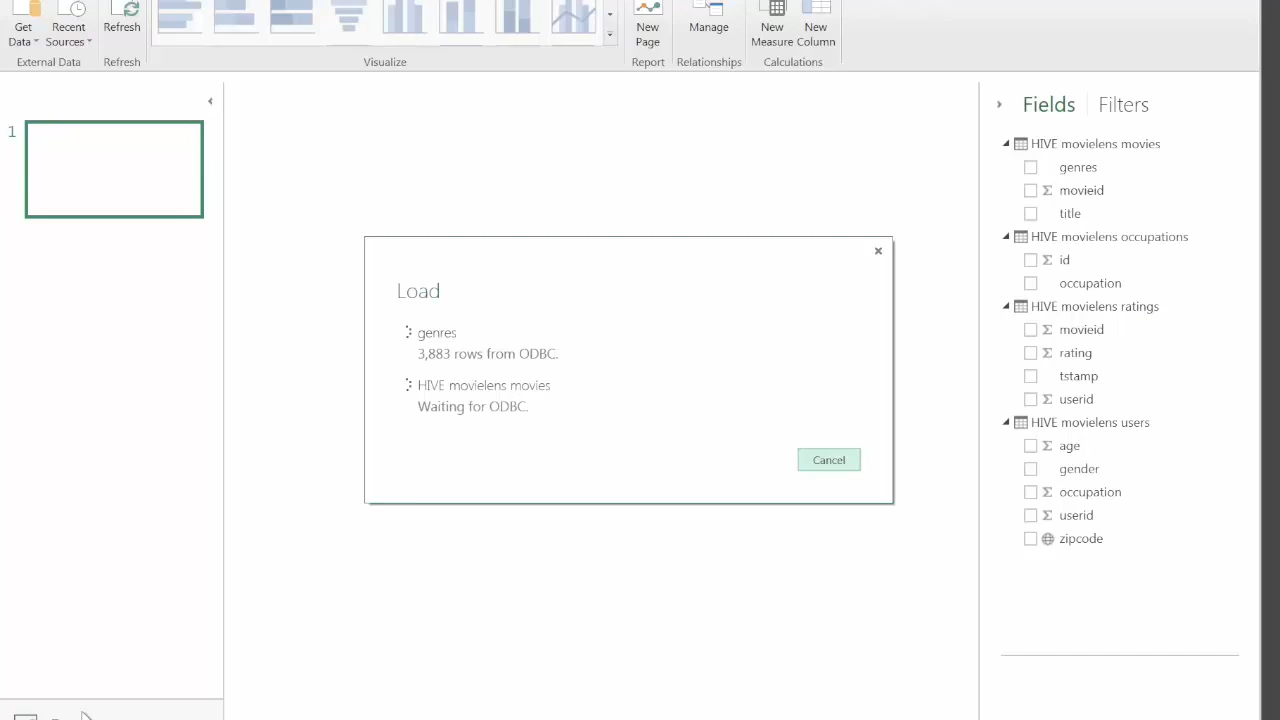 Get Data
Recent Sources
Refresh
External Data
Refresh
Visualize
New Page
Report
Manage
Relationships
New Measure
New Column
Calculations
1
Fields
Filters
HIVE movielens movies
genres
Σ movieid
title
HIVE movielens occupations
Σ id
occupation
HIVE movielens ratings
Σ movieid
Σ rating
tstamp
Σ userid
HIVE movielens users
Σ age
gender
Σ occupation
Σ userid
zipcode
Load
genres
3,883 rows from ODBC.
HIVE movielens movies
Waiting for ODBC.
Cancel